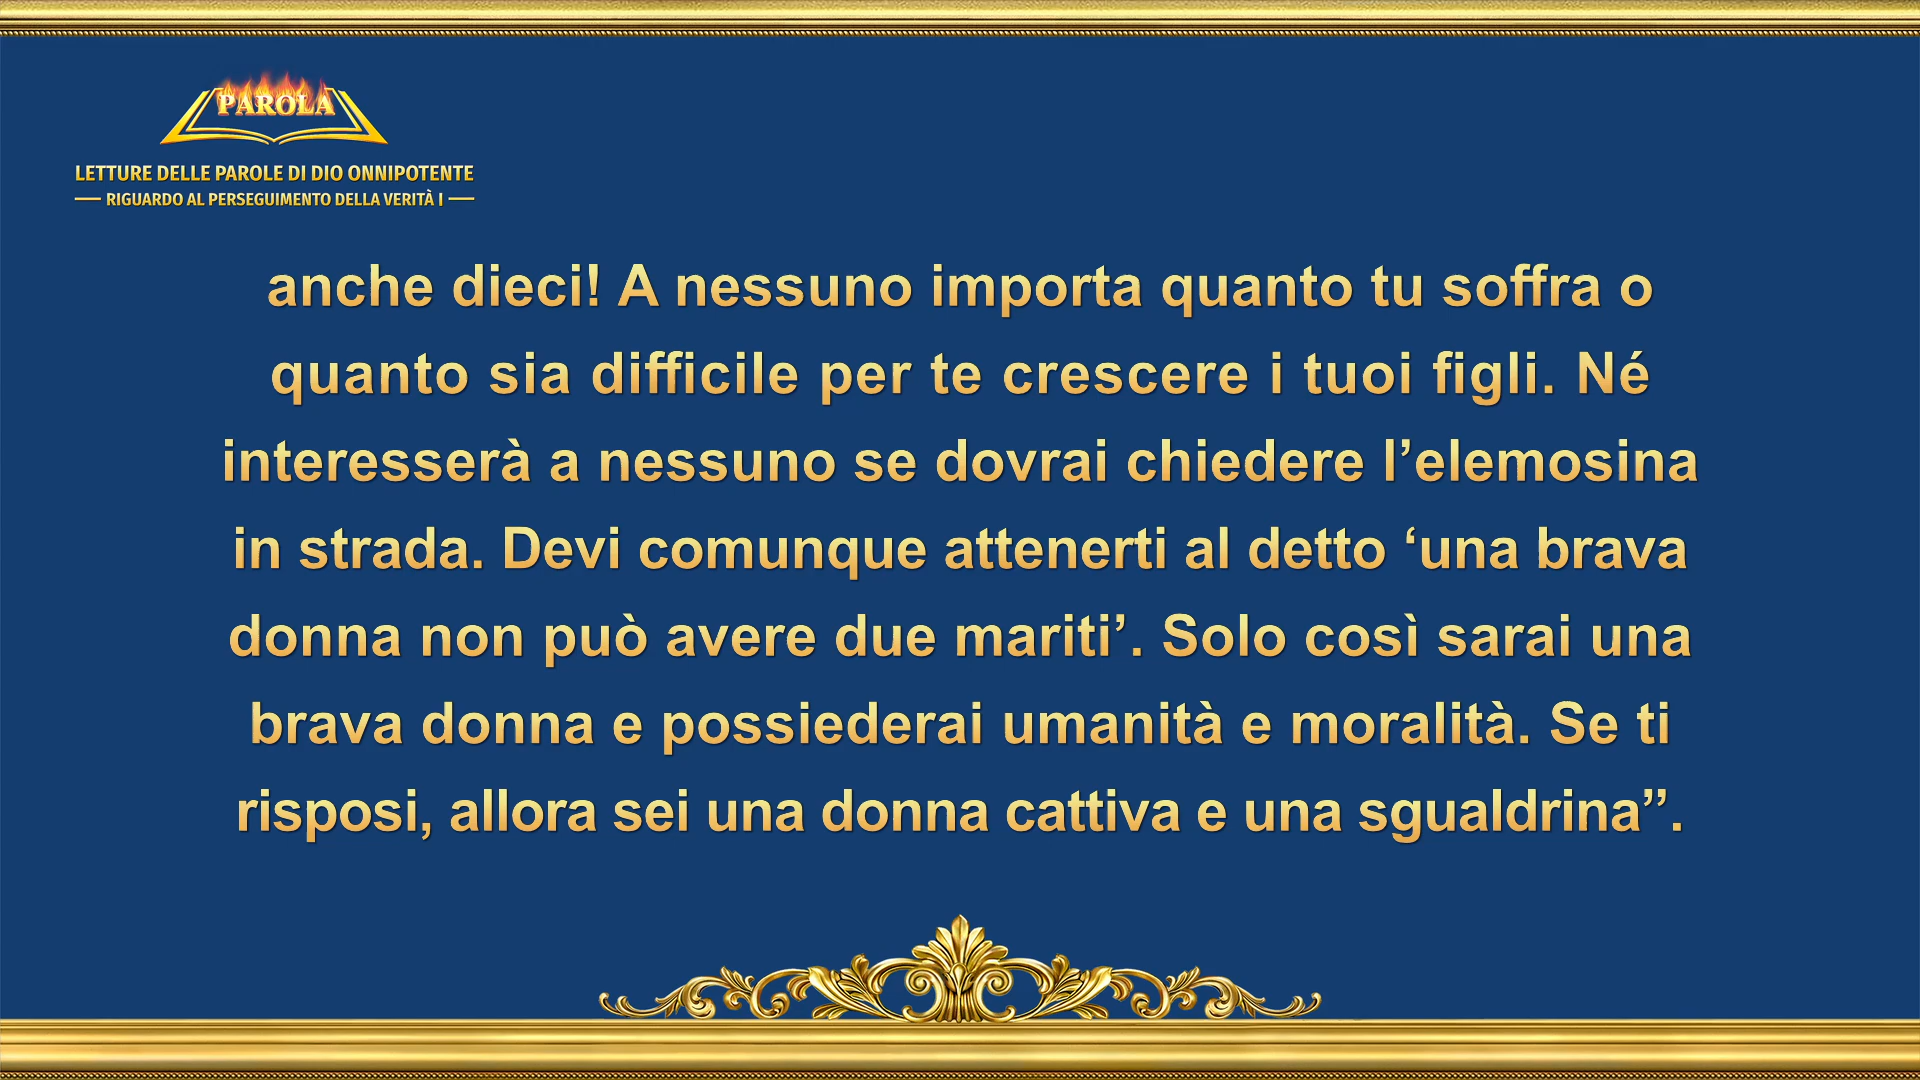 PAROLA
LETTURE DELLE PAROLE DI DIO ONNIPOTENTE
RIGUARDO AL PERSEGUIMENTO DELLA VERITÀ I
anche dieci! A nessuno importa quanto tu soffra o
quanto sia difficile per te crescere i tuoi figli. Né
interesserà a nessuno se dovrai chiedere l’elemosina
in strada. Devi comunque attenerti al detto ‘una brava
donna non può avere due mariti’. Solo così sarai una
brava donna e possiederai umanità e moralità. Se ti
risposi, allora sei una donna cattiva e una sgualdrina”.